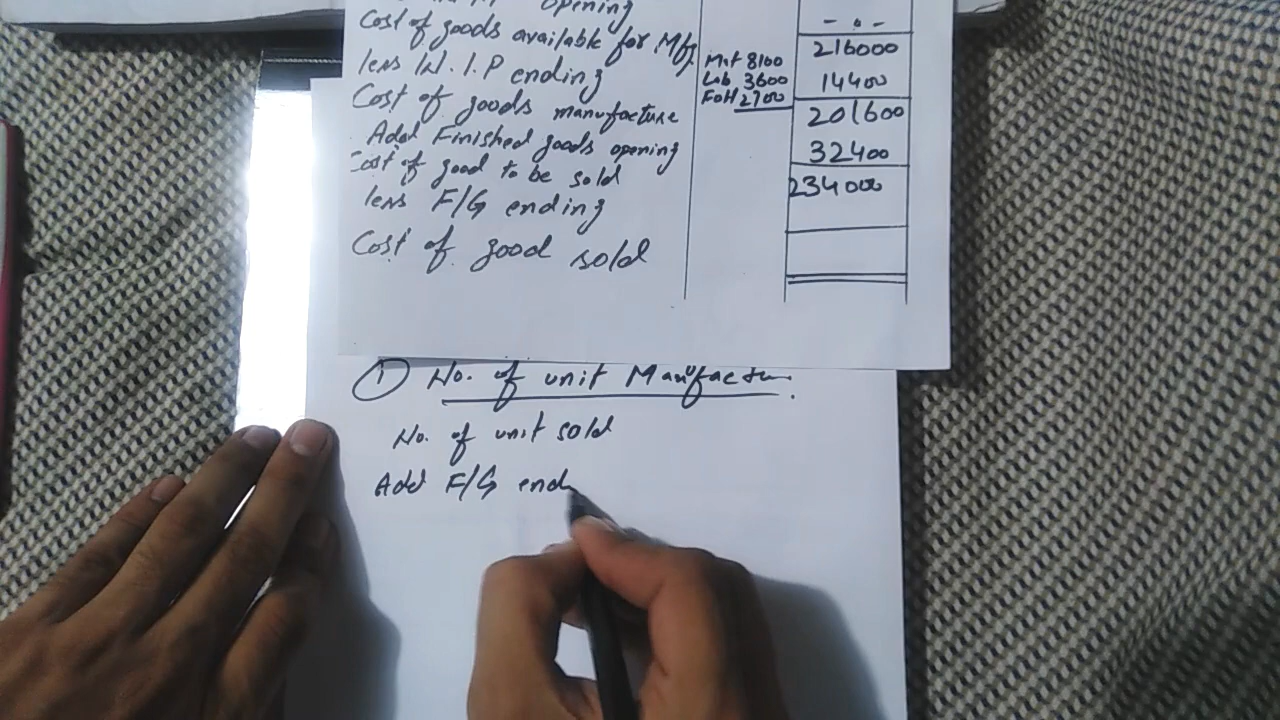 opening
- . -
Cost of goods available for Mfg. 216000
less W.I.P ending Mat 8100 14400
Lab 3600
FOH 2700
Cost of goods manufacture 201600
Add Finished goods opening 32400
Cost of good to be sold 234000
less F/G ending
Cost of good sold
① No. of unit Manufactu.
No. of unit sold
Add F/G end